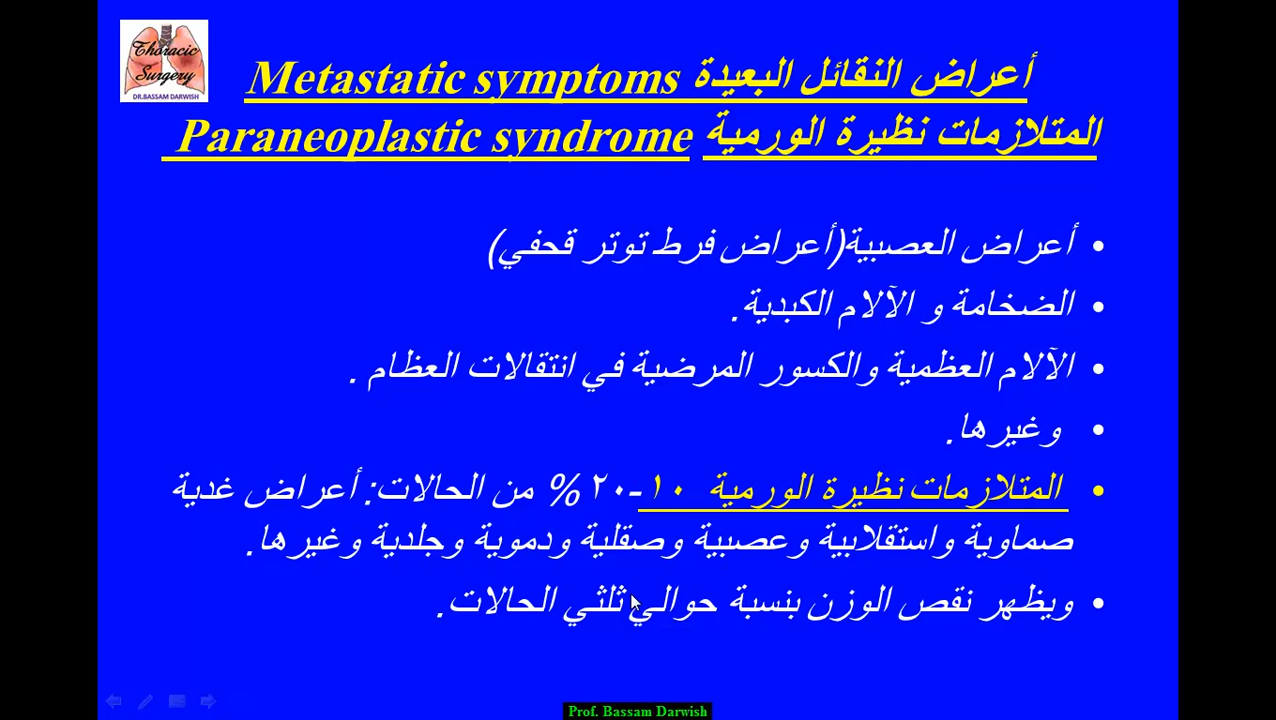 Thoracic
Surgery
DR.BASSAM DARWISH
أعراض النقائل البعيدة Metastatic symptoms
المتلازمات نظيرة الورمية Paraneoplastic syndrome
• أعراض العصبية(أعراض فرط توتر قحفي)
• الضخامة و الآلام الكبدية.
• الآلام العظمية والكسور المرضية في انتقالات العظام .
• وغيرها.
• المتلازمات نظيرة الورمية ١٠-٢٠% من الحالات: أعراض غدية
صماوية واستقلابية وعصبية وصقلية ودموية وجلدية وغيرها.
• ويظهر نقص الوزن بنسبة حوالي ثلثي الحالات.
Prof. Bassam Darwish